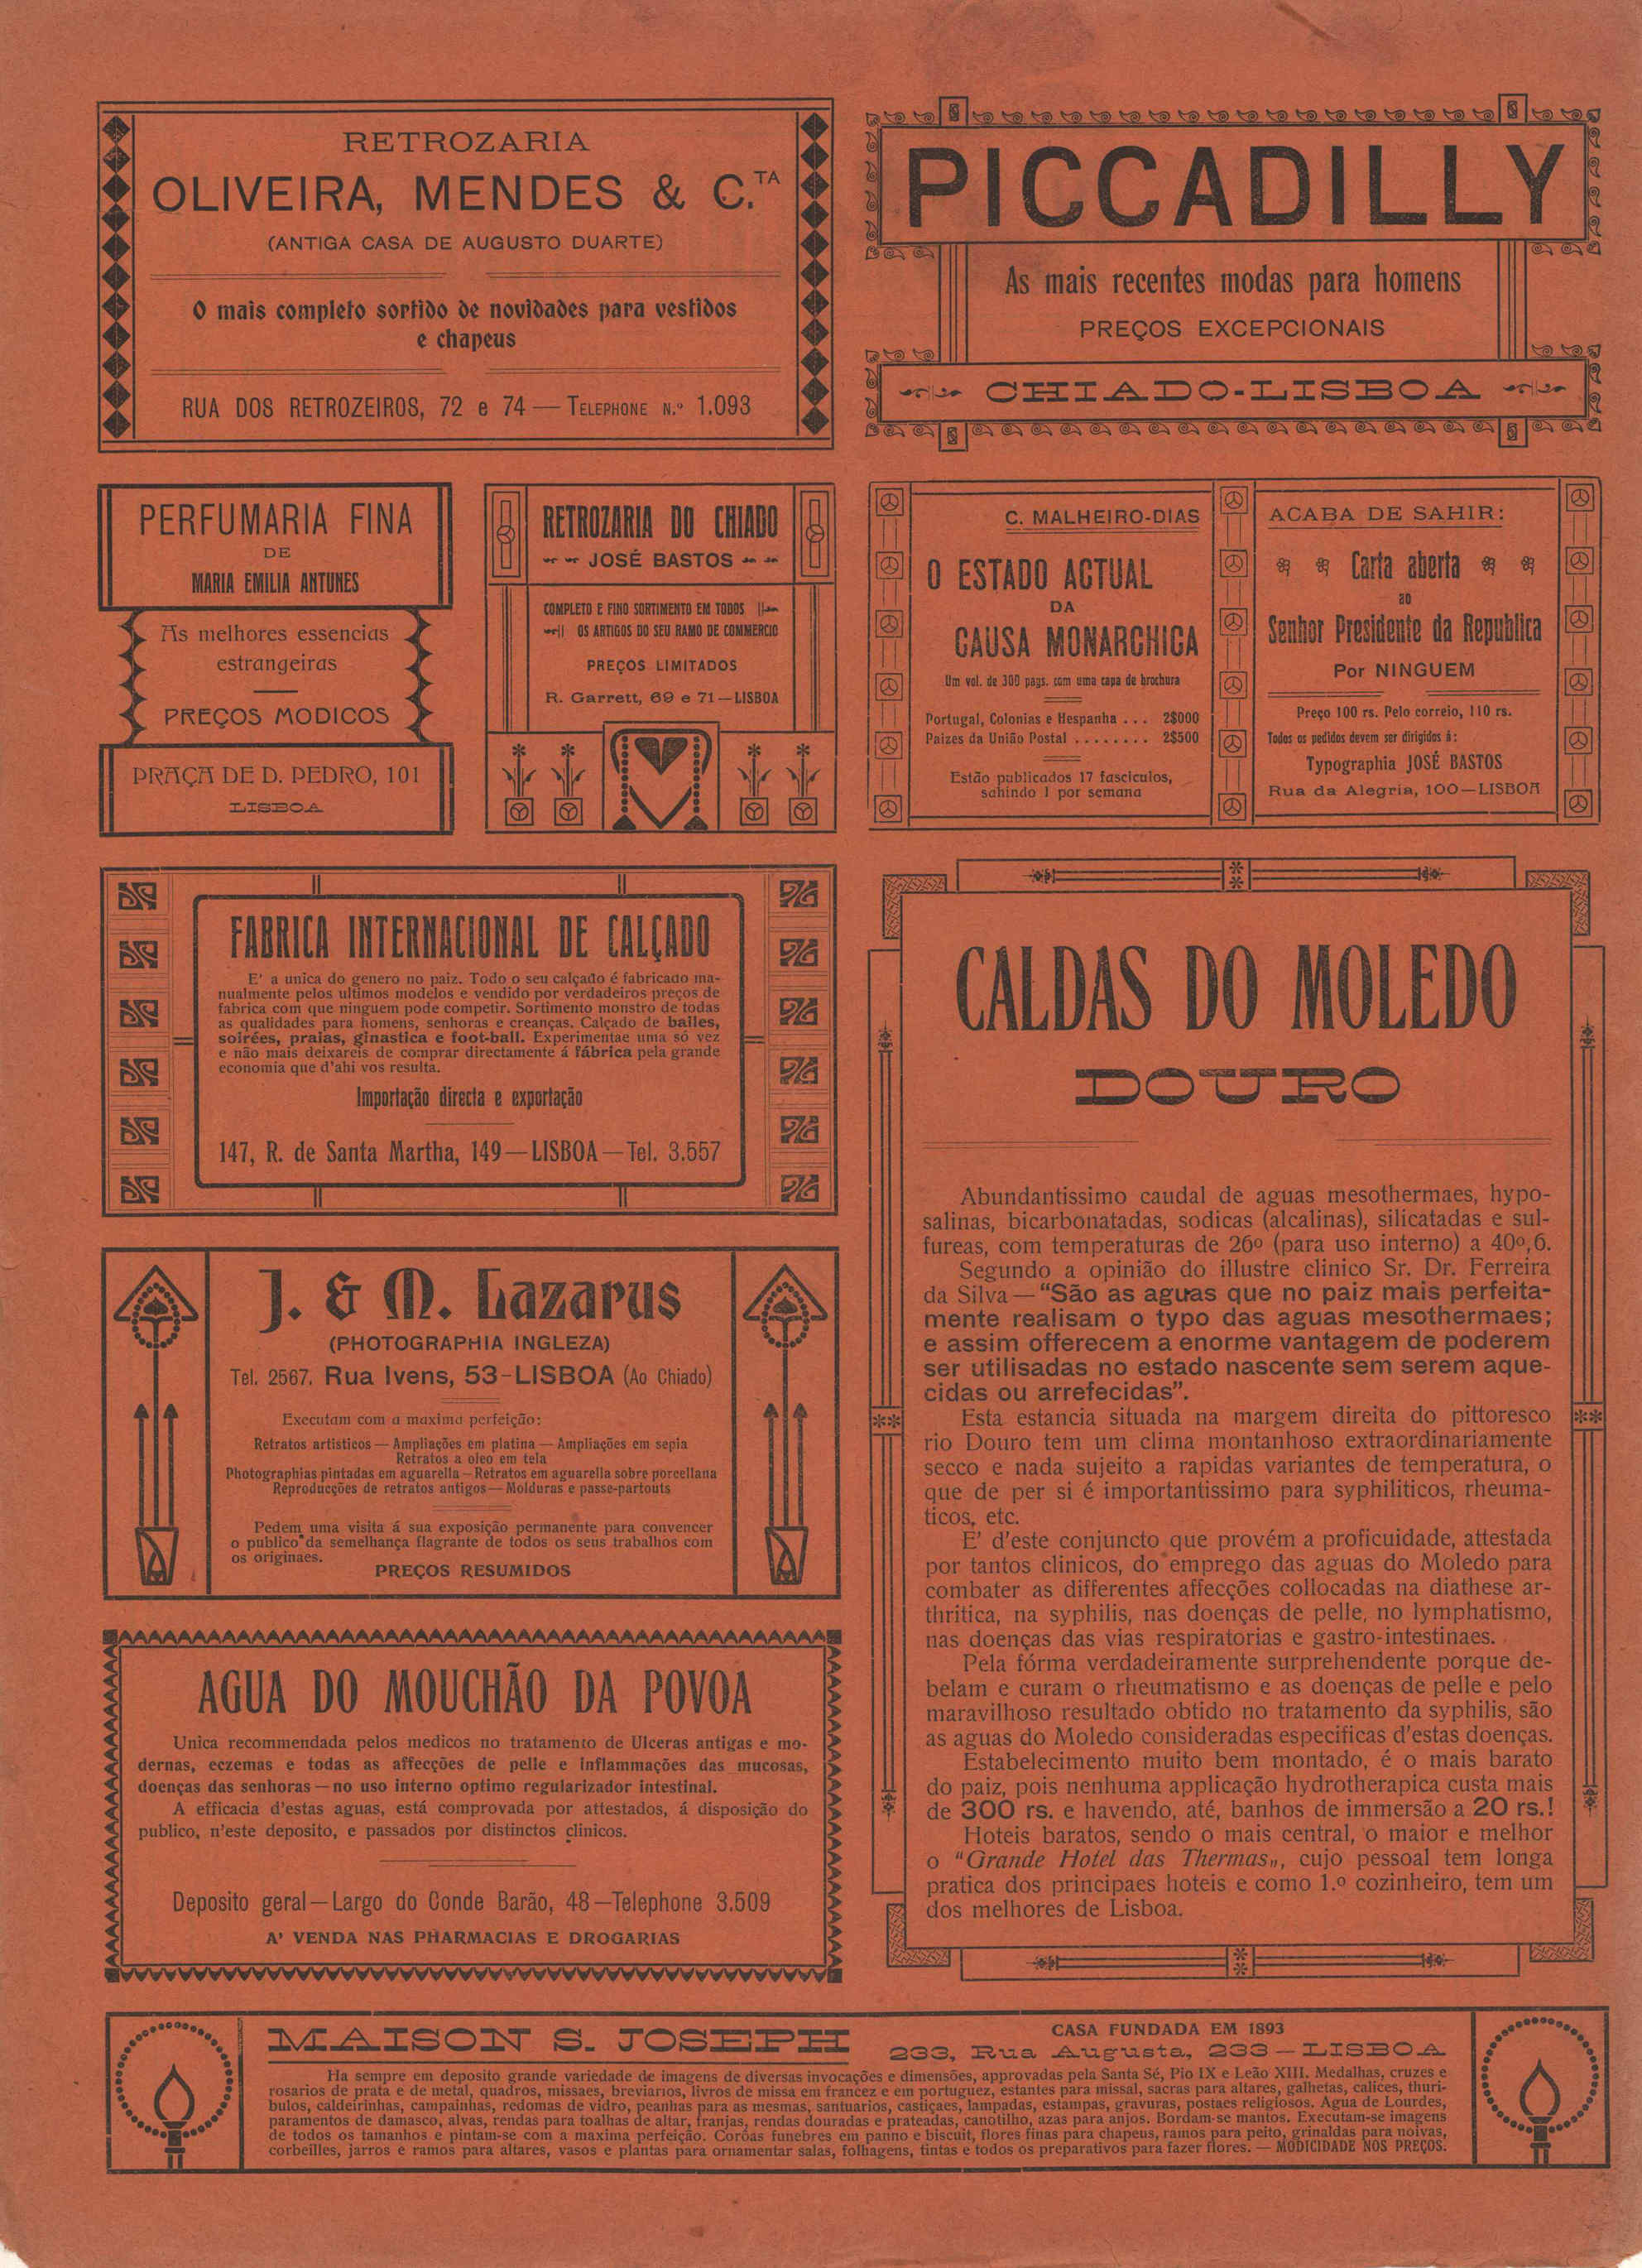 RETROZARIA
OLIVEIRA, MENDES & C.TA
(ANTIGA CASA DE AUGUSTO DUARTE)
O mais completo sortido de novidades para vestidos
e chapeus
RUA DOS RETROZEIROS, 72 e 74 — TELEPHONE N.º 1.093
PICCADILLY
As mais recentes modas para homens
PREÇOS EXCEPCIONAIS
CHIADO-LISBOA
PERFUMARIA FINA
DE
MARIA EMILIA ANTUNES
As melhores essencias
estrangeiras
PREÇOS MODICOS
PRAÇA DE D. PEDRO, 101
LISBOA
RETROZARIA DO CHIADO
JOSÉ BASTOS
COMPLETO E FINO SORTIMENTO EM TODOS
OS ARTIGOS DO SEU RAMO DE COMMERCIO
PREÇOS LIMITADOS
R. Garrett, 69 e 71—LISBOA
C. MALHEIRO-DIAS
O ESTADO ACTUAL
DA
CAUSA MONARCHICA
Um vol. de 300 pags. com uma capa de brochura
Portugal, Colonias e Hespanha . . . 2$000
Paizes da União Postal . . . . . . . . 2$500
Estão publicados 17 fasciculos,
sahindo 1 por semana
ACABA DE SAHIR:
Carta aberta
ao
Senhor Presidente da Republica
Por NINGUEM
Preço 100 rs. Pelo correio, 110 rs.
Todos os pedidos devem ser dirigidos á:
Typographia JOSÉ BASTOS
Rua da Alegria, 100—LISBOA
FABRICA INTERNACIONAL DE CALÇADO
E' a unica do genero no paiz. Todo o seu calçado é fabricado ma-
nualmente pelos ultimos modelos e vendido por verdadeiros preços de
fabrica com que ninguem pode competir. Sortimento monstro de todas
as qualidades para homens, senhoras e creanças. Calçado de bailes,
soirées, praias, ginastica e foot-ball. Experimentae uma só vez
e não mais deixareis de comprar directamente á fábrica pela grande
economia que d'ahi vos resulta.
Importação directa e exportação
147, R. de Santa Martha, 149—LISBOA—Tel. 3.557
J. & M. Lazarus
(PHOTOGRAPHIA INGLEZA)
Tel. 2567. Rua Ivens, 53-LISBOA (Ao Chiado)
Executam com a maxima perfeição:
Retratos artisticos — Ampliações em platina — Ampliações em sepia
Retratos a oleo em tela
Photographias pintadas em aguarella—Retratos em aguarella sobre porcellana
Reproducções de retratos antigos— Molduras e passe-partouts
Pedem uma visita á sua exposição permanente para convencer
o publico da semelhança flagrante de todos os seus trabalhos com
os originaes.
PREÇOS RESUMIDOS
AGUA DO MOUCHÃO DA POVOA
Unica recommendada pelos medicos no tratamento de Ulceras antigas e mo-
dernas, eczemas e todas as affecções de pelle e inflammações das mucosas,
doenças das senhoras — no uso interno optimo regularizador intestinal.
A efficacia d'estas aguas, está comprovada por attestados, á disposição do
publico, n'este deposito, e passados por distinctos clinicos.
Deposito geral—Largo do Conde Barão, 48—Telephone 3.509
A' VENDA NAS PHARMACIAS E DROGARIAS
CALDAS DO MOLEDO
DOURO
Abundantissimo caudal de aguas mesothermaes, hypo-
salinas, bicarbonatadas, sodicas (alcalinas), silicatadas e sul-
fureas, com temperaturas de 26º (para uso interno) a 40º,6.
Segundo a opinião do illustre clinico Sr. Dr. Ferreira
da Silva—"São as aguas que no paiz mais perfeita-
mente realisam o typo das aguas mesothermaes;
e assim offerecem a enorme vantagem de poderem
ser utilisadas no estado nascente sem serem aque-
cidas ou arrefecidas".
Esta estancia situada na margem direita do pittoresco
rio Douro tem um clima montanhoso extraordinariamente
secco e nada sujeito a rapidas variantes de temperatura, o
que de per si é importantissimo para syphiliticos, rheuma-
ticos, etc.
E' d'este conjuncto que provém a proficuidade, attestada
por tantos clinicos, do emprego das aguas do Moledo para
combater as differentes affecções collocadas na diathese ar-
thritica, na syphilis, nas doenças de pelle, no lymphatismo,
nas doenças das vias respiratorias e gastro-intestinaes.
Pela fórma verdadeiramente surprehendente porque de-
belam e curam o rheumatismo e as doenças de pelle e pelo
maravilhoso resultado obtido no tratamento da syphilis, são
as aguas do Moledo consideradas especificas d'estas doenças.
Estabelecimento muito bem montado, é o mais barato
do paiz, pois nenhuma applicação hydrotherapica custa mais
de 300 rs. e havendo, até, banhos de immersão a 20 rs.!
Hoteis baratos, sendo o mais central, o maior e melhor
o "Grande Hotel das Thermas„, cujo pessoal tem longa
pratica dos principaes hoteis e como 1.º cozinheiro, tem um
dos melhores de Lisboa.
MAISON S. JOSEPH
CASA FUNDADA EM 1893
233, Rua Augusta, 233—LISBOA
Ha sempre em deposito grande variedade de imagens de diversas invocações e dimensões, approvadas pela Santa Sé, Pio IX e Leão XIII. Medalhas, cruzes e
rosarios de prata e de metal, quadros, missaes, breviarios, livros de missa em francez e em portuguez, estantes para missal, sacras para altares, galhetas, calices, thuri-
bulos, caldeirinhas, campainhas, redomas de vidro, peanhas para as mesmas, santuarios, castiçaes, lampadas, estampas, gravuras, postaes religiosos. Agua de Lourdes,
paramentos de damasco, alvas, rendas para toalhas de altar, franjas, rendas douradas e prateadas, canotilho, azas para anjos. Bordam-se mantos. Executam-se imagens
de todos os tamanhos e pintam-se com a maxima perfeição. Corôas funebres em panno e biscuit, flores finas para chapeus, ramos para peito, grinaldas para noivas,
corbeilles, jarros e ramos para altares, vasos e plantas para ornamentar salas, folhagens, tintas e todos os preparativos para fazer flores. — MODICIDADE NOS PREÇOS.